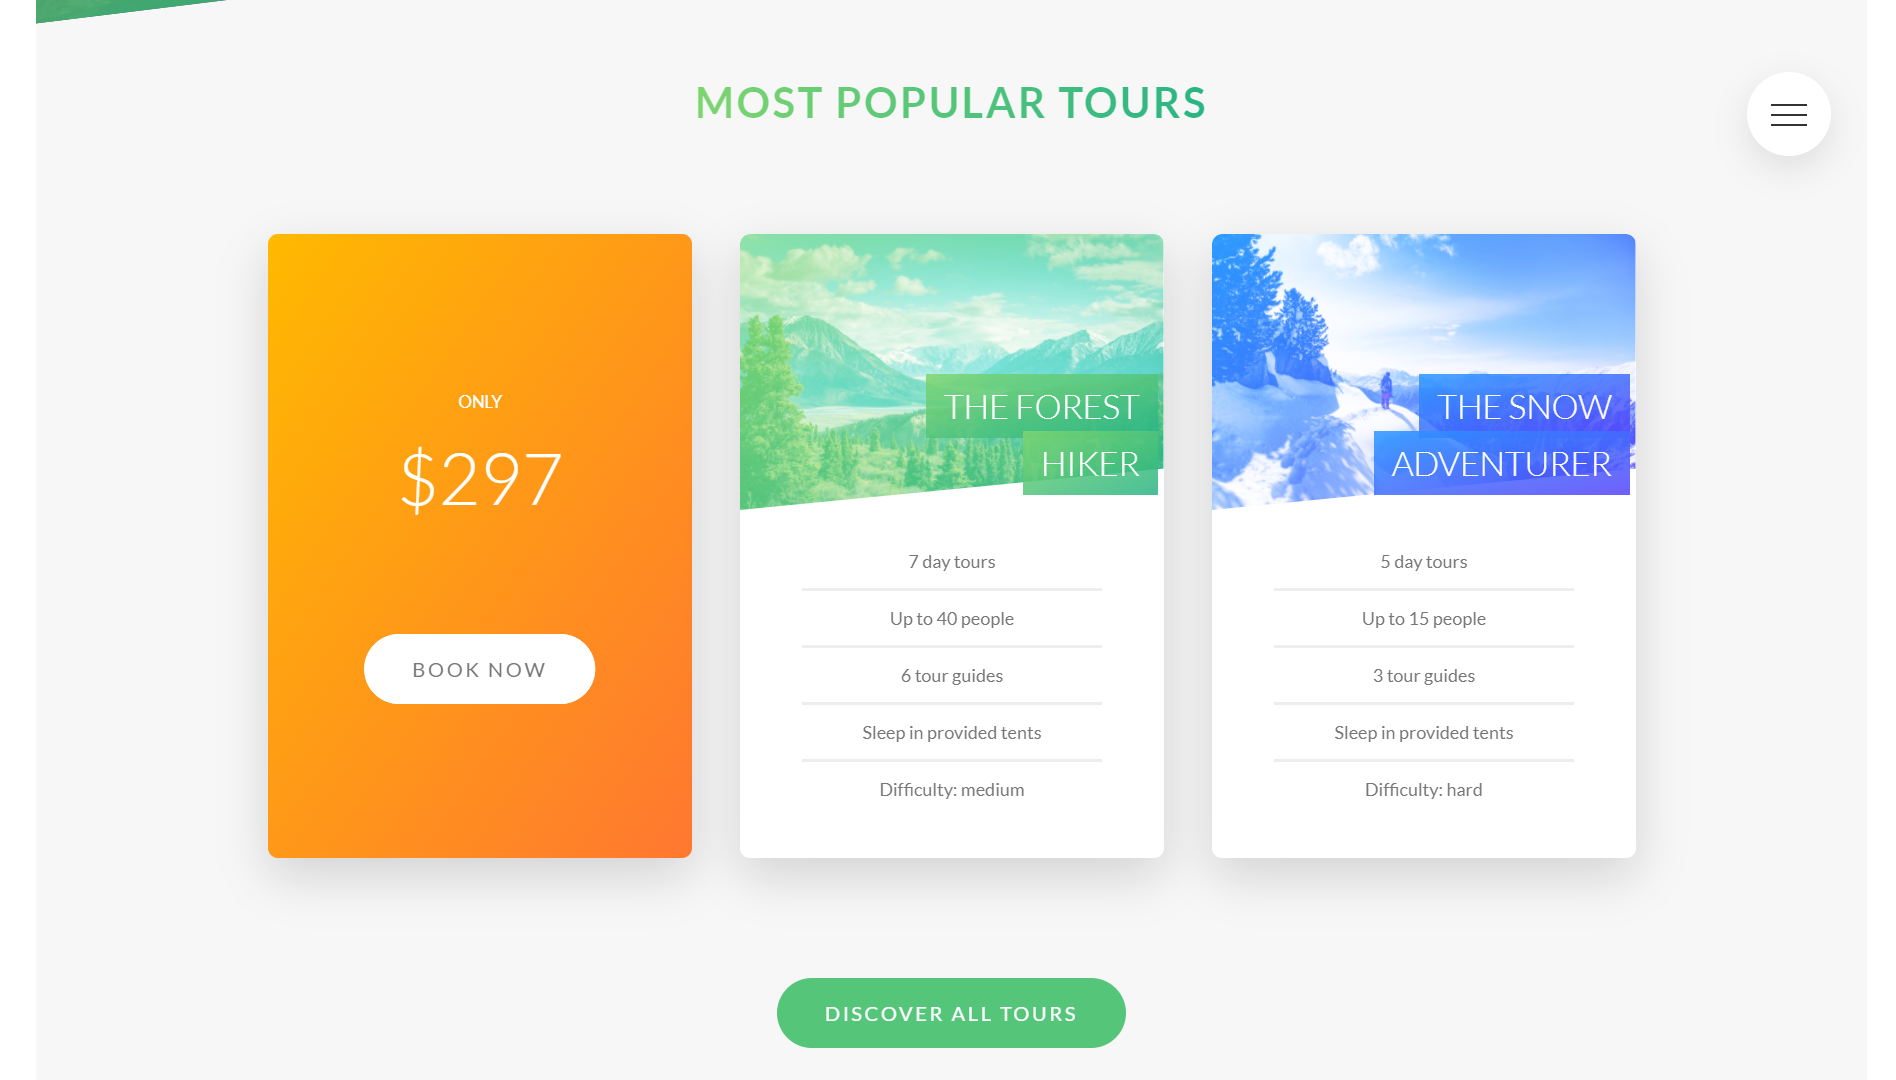 MOST POPULAR TOURS
ONLY
$297
BOOK NOW
THE FOREST
HIKER
7 day tours
Up to 40 people
6 tour guides
Sleep in provided tents
Difficulty: medium
THE SNOW
ADVENTURER
5 day tours
Up to 15 people
3 tour guides
Sleep in provided tents
Difficulty: hard
DISCOVER ALL TOURS